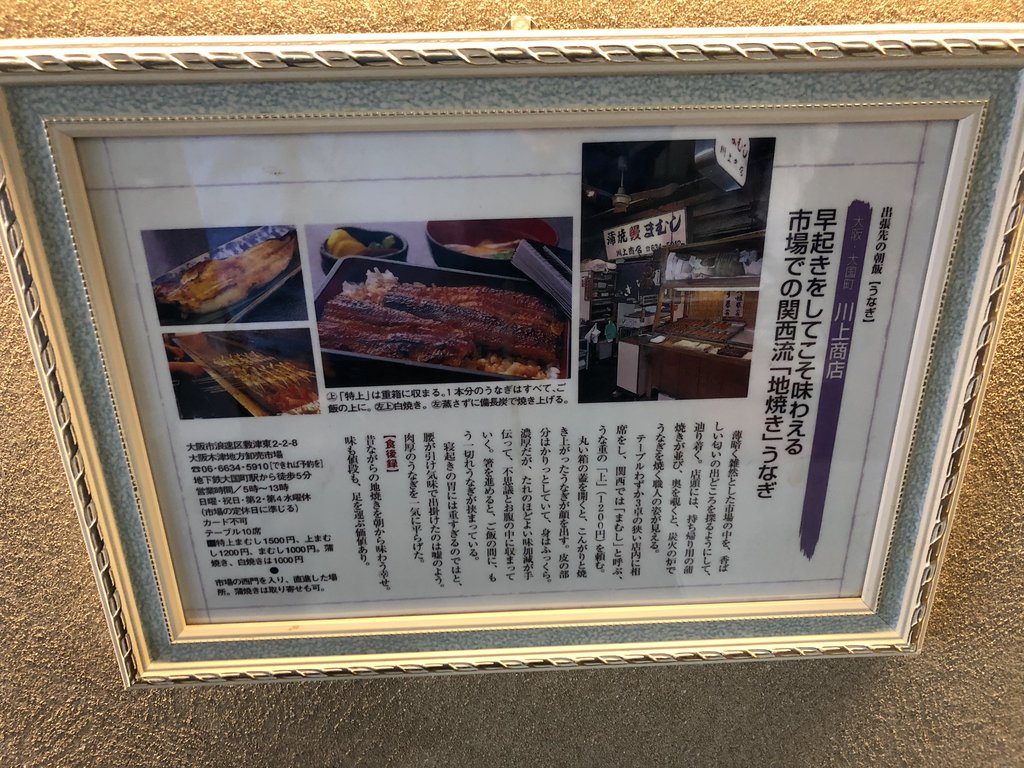 出張先の朝飯【うなぎ】
大阪 大国町 川上商店
早起きをしてこそ味わえる
市場での関西流「地焼き」うなぎ
まむし
川上商店
蒲焼鰻まむし
川上商店 ☎634-5910
薄暗く雑然とした市場の中を、香ば
しい匂いの出どころを探るようにして、
辿り着く。店頭には、持ち帰り用の蒲
焼きが並び、奥を覗くと、炭火の炉で
うなぎを焼く職人の姿が見える。
テーブルわずか3卓の狭い店内に相
席をし、関西では「まむし」と呼ぶ、
うな重の「上」(1200円)を頼む。
丸い箱の蓋を開くと、こんがりと焼
き上がったうなぎが顔を出す。皮の部
分はかりっとしていて、身はふっくら。
濃厚だが、たれのほどよい味加減が手
伝って、不思議とお腹の中に収まって
いく。箸を進めると、ご飯の間に、も
う一切れうなぎが挟まっている。
寝起きの胃には重すぎるのではと、
腰が引け気味で出掛けたのは嘘のよう。
肉厚のうなぎを一気に平らげた。
【食後録】
昔ながらの地焼きを朝から味わう幸せ。
味も値段も、足を運ぶ価値あり。
㊤「特上」は重箱に収まる。1本分のうなぎはすべて、ご
飯の上に。㊧㊤白焼き。㊧蒸さずに備長炭で焼き上げる。
大阪市浪速区敷津東2-2-8
大阪木津地方卸売市場
☎06・6634・5910[できれば予約を]
地下鉄大国町駅から徒歩5分
営業時間/5時〜13時
日曜・祝日・第2・第4水曜休
(市場の定休日に準じる)
カード不可
テーブル10席
■特上まむし1500円、上まむ
し1200円、まむし1000円。蒲
焼き、白焼きは1000円
●
市場の西門を入り、直進した場
所。蒲焼きは取り寄せも可。